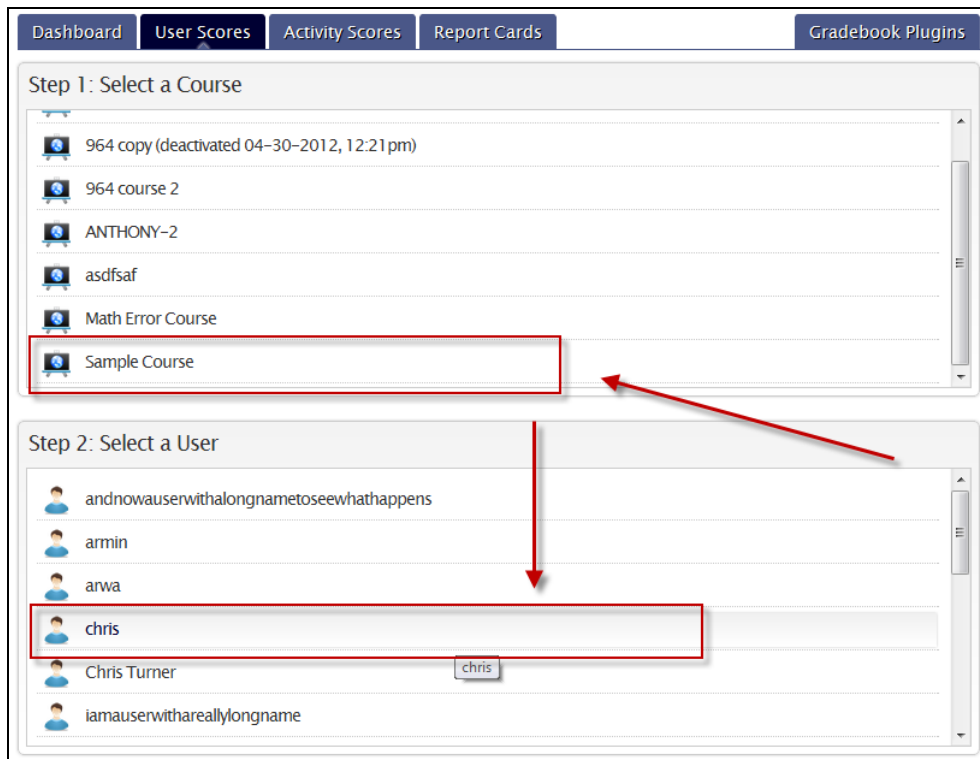 Dashboard User Scores Activity Scores Report Cards Gradebook Plugins
Step 1: Select a Course
964 copy (deactivated 04-30-2012, 12:21pm)
964 course 2
ANTHONY-2
asdfsaf
Math Error Course
Sample Course
Step 2: Select a User
andnowauserwithalongnametoseewhathappens
armin
arwa
chris
Chris Turner
chris
iamauserwithareallylongname